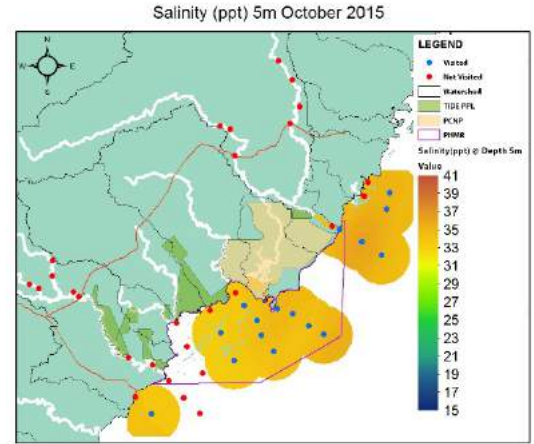 Salinity (ppt) 5m October 2015
N
W E
S
LEGEND
Visited
Not Visited
Watershed
TIDE PPL
PCNP
PHMR
Salinity(ppt) @ Depth 5m
Value
41
39
37
35
33
31
29
27
25
23
21
19
17
15